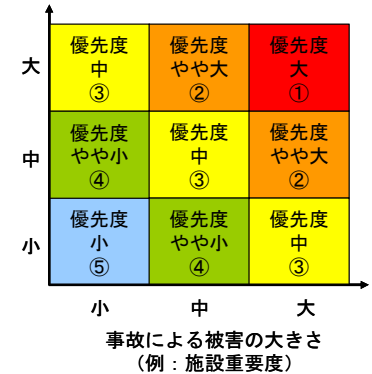 大
優先度
中
③
優先度
やや大
②
優先度
大
①
中
優先度
やや小
④
優先度
中
③
優先度
やや大
②
小
優先度
小
⑤
優先度
やや小
④
優先度
中
③
小
中
大
事故による被害の大きさ
（例：施設重要度）